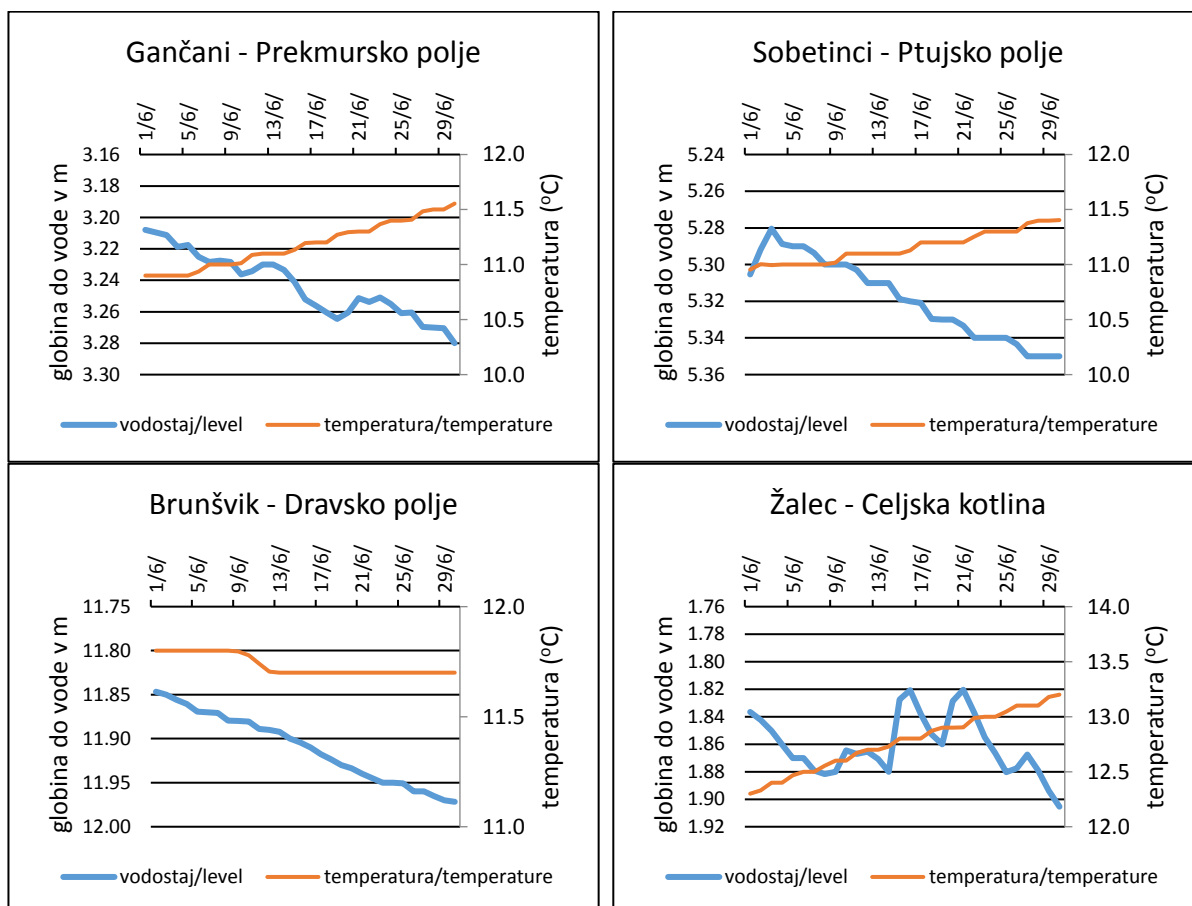 Gančani - Prekmursko polje
1/6/ 5/6/ 9/6/ 13/6/ 17/6/ 21/6/ 25/6/ 29/6/
globina do vode v m
3.16
3.18
3.20
3.22
3.24
3.26
3.28
3.30
12.0
11.5
11.0
10.5
10.0
temperatura (ºC)
vodostaj/level temperatura/temperature
Sobetinci - Ptujsko polje
1/6/ 5/6/ 9/6/ 13/6/ 17/6/ 21/6/ 25/6/ 29/6/
globina do vode v m
5.24
5.26
5.28
5.30
5.32
5.34
5.36
12.0
11.5
11.0
10.5
10.0
temperatura (ºC)
vodostaj/level temperatura/temperature
Brunšvik - Dravsko polje
1/6/ 5/6/ 9/6/ 13/6/ 17/6/ 21/6/ 25/6/ 29/6/
globina do vode v m
11.75
11.80
11.85
11.90
11.95
12.00
12.0
11.5
11.0
temperatura (ºC)
vodostaj/level temperatura/temperature
Žalec - Celjska kotlina
1/6/ 5/6/ 9/6/ 13/6/ 17/6/ 21/6/ 25/6/ 29/6/
globina do vode v m
1.76
1.78
1.80
1.82
1.84
1.86
1.88
1.90
1.92
14.0
13.5
13.0
12.5
12.0
temperatura (ºC)
vodostaj/level temperatura/temperature